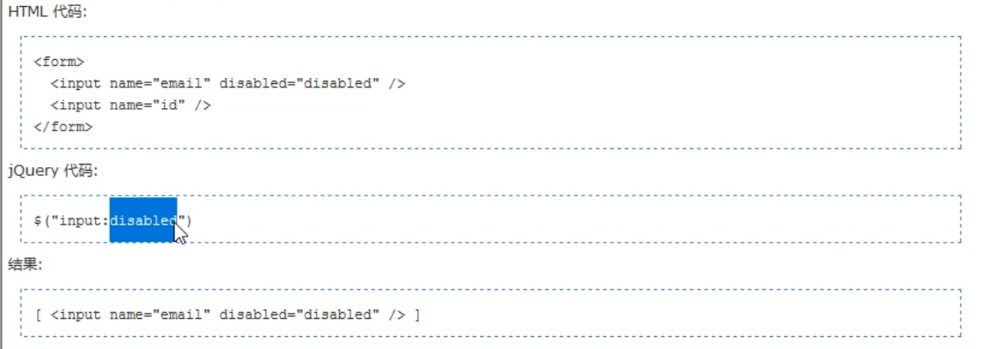 HTML 代码:
<form>
  <input name="email" disabled="disabled" />
  <input name="id" />
</form>
jQuery 代码:
$("input:disabled")
结果:
[ <input name="email" disabled="disabled" /> ]